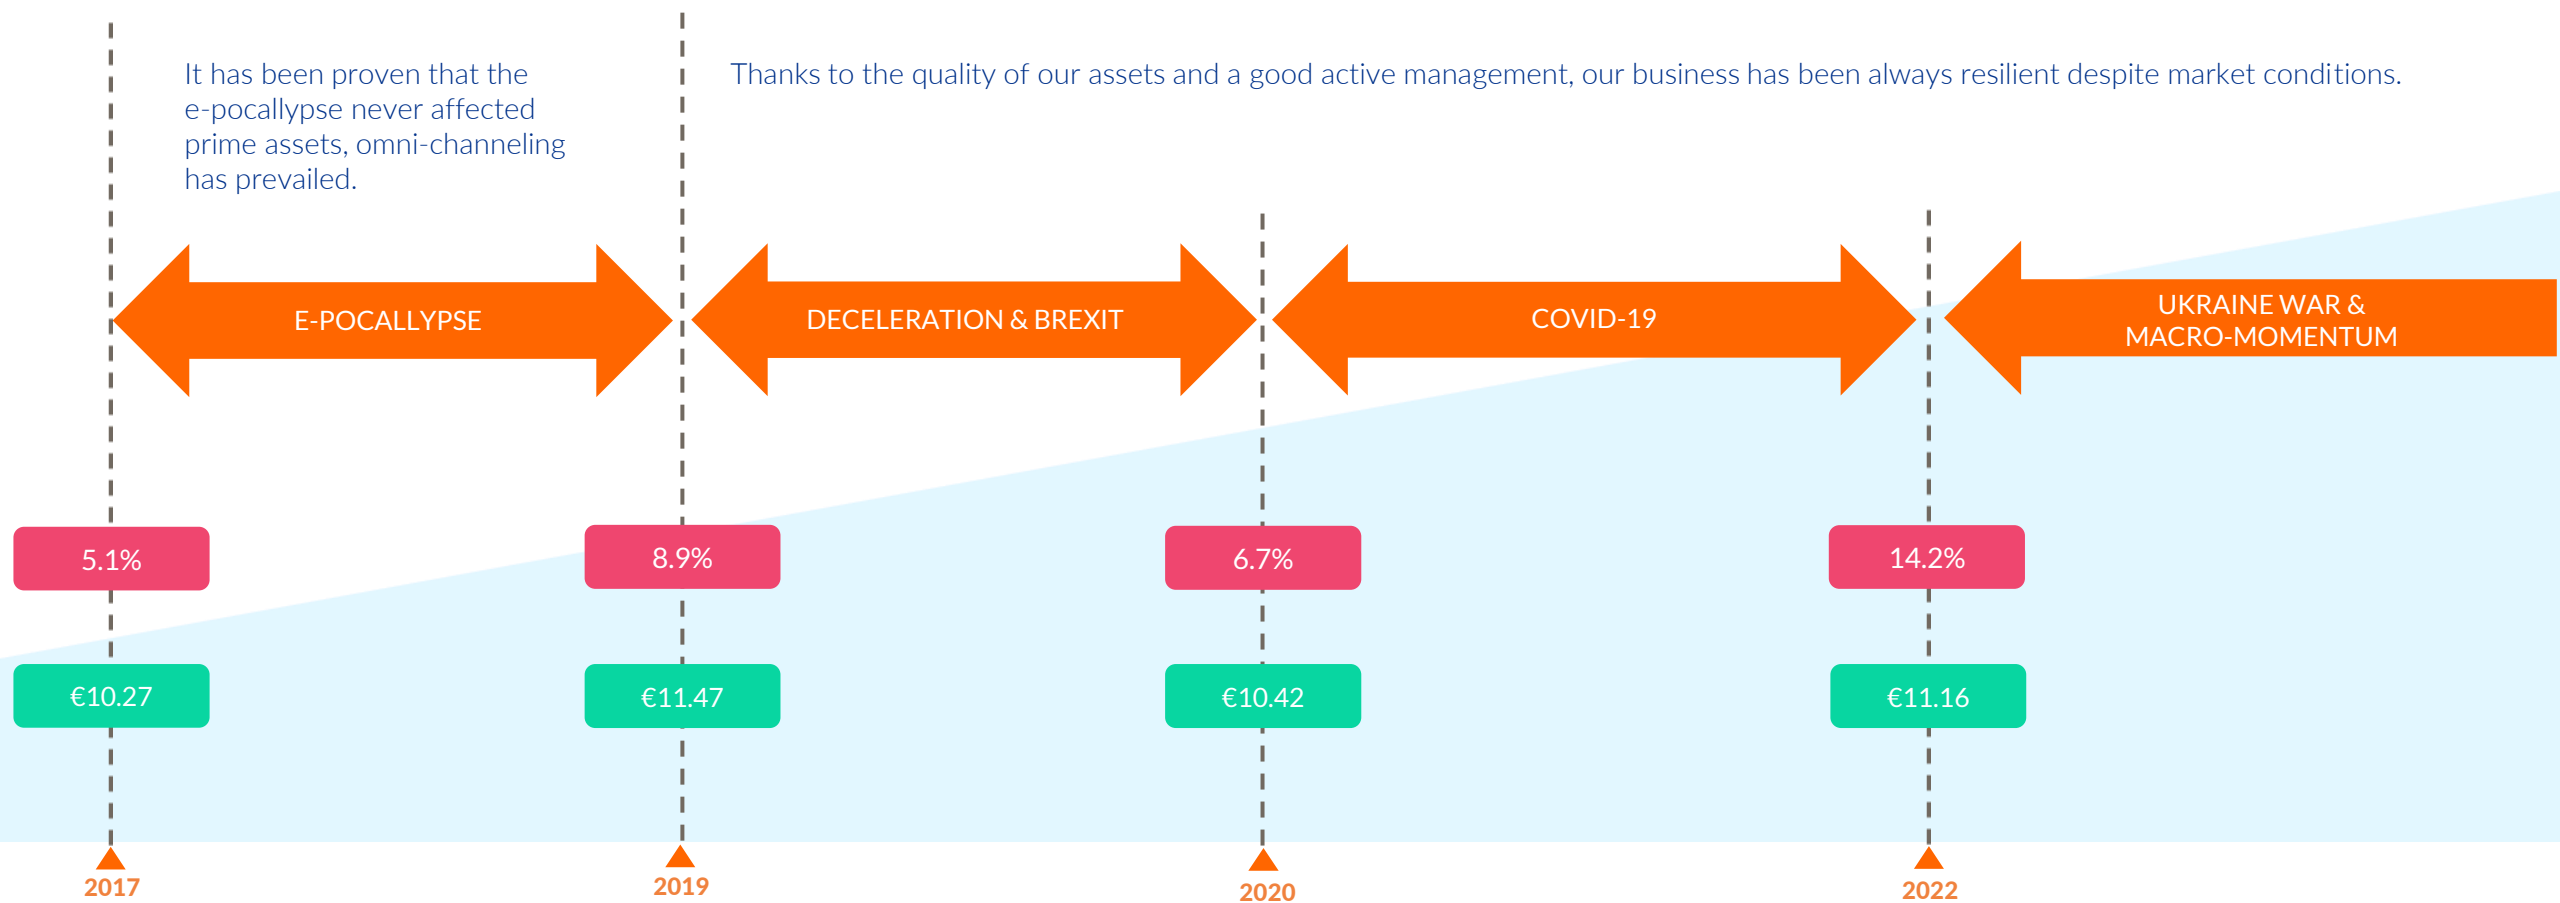 It has been proven that the
e-pocallypse never affected
prime assets, omni-channeling
has prevailed.
Thanks to the quality of our assets and a good active management, our business has been always resilient despite market conditions.
E-POCALLYPSE
DECELERATION & BREXIT
COVID-19
UKRAINE WAR &
MACRO-MOMENTUM
5.1%
8.9%
6.7%
14.2%
€10.27
€11.47
€10.42
€11.16
2017
2019
2020
2022